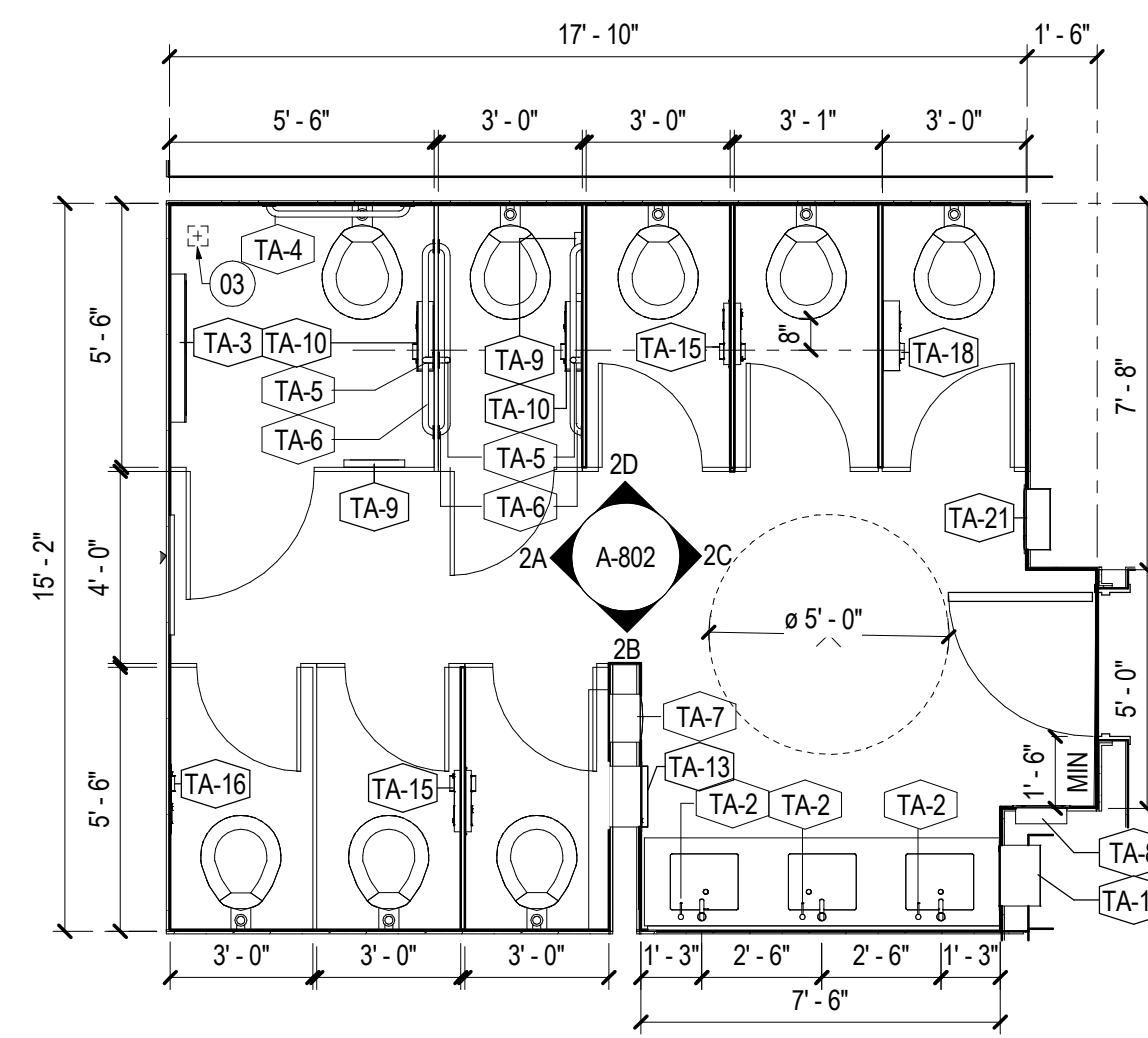 17' - 10"
1' - 6"
5' - 6"
3' - 0"
3' - 0"
3' - 1"
3' - 0"
TA-4
03
TA-3
TA-10
TA-5
TA-6
TA-9
TA-9
TA-10
TA-5
TA-6
TA-15
8"
TA-18
TA-21
5' - 6"
4' - 0"
15' - 2"
5' - 6"
7' - 8"
5' - 0"
2D
2A
A-802
2C
2B
ø 5' - 0"
TA-7
TA-13
TA-2
TA-2
TA-2
TA-16
TA-15
1' - 6"
MIN
3' - 0"
3' - 0"
3' - 0"
1' - 3"
2' - 6"
2' - 6"
1' - 3"
7' - 6"